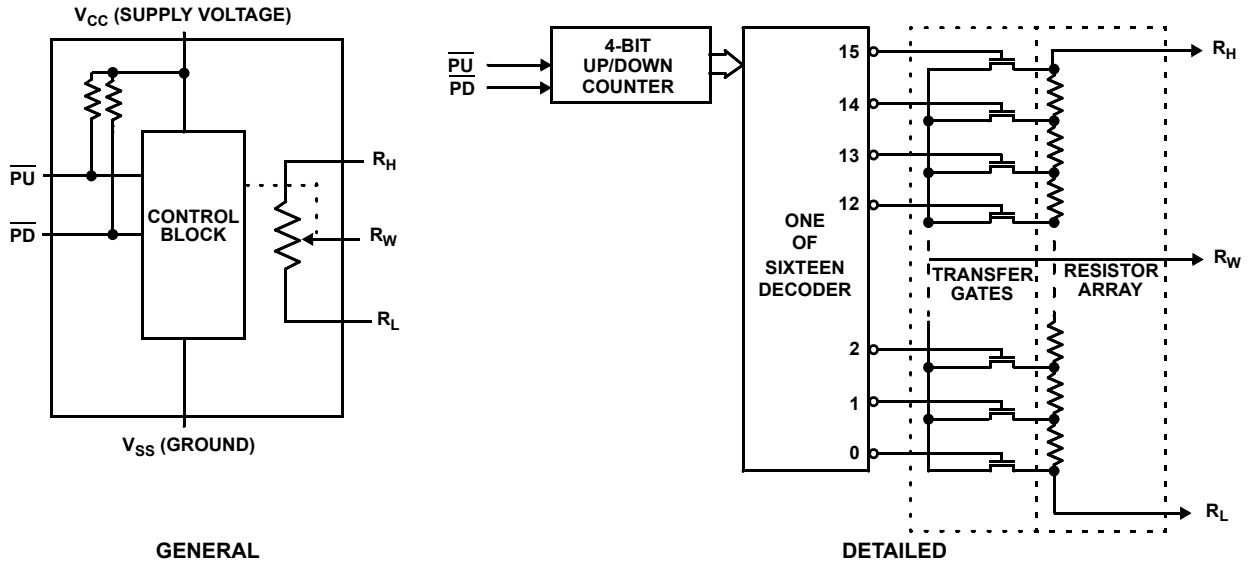 VCC (SUPPLY VOLTAGE)
PU
PD
CONTROL
BLOCK
RH
RW
RL
VSS (GROUND)
GENERAL
PU
PD
4-BIT
UP/DOWN
COUNTER
ONE
OF
SIXTEEN
DECODER
15
14
13
12
2
1
0
TRANSFER
GATES
RESISTOR
ARRAY
RH
RW
RL
DETAILED